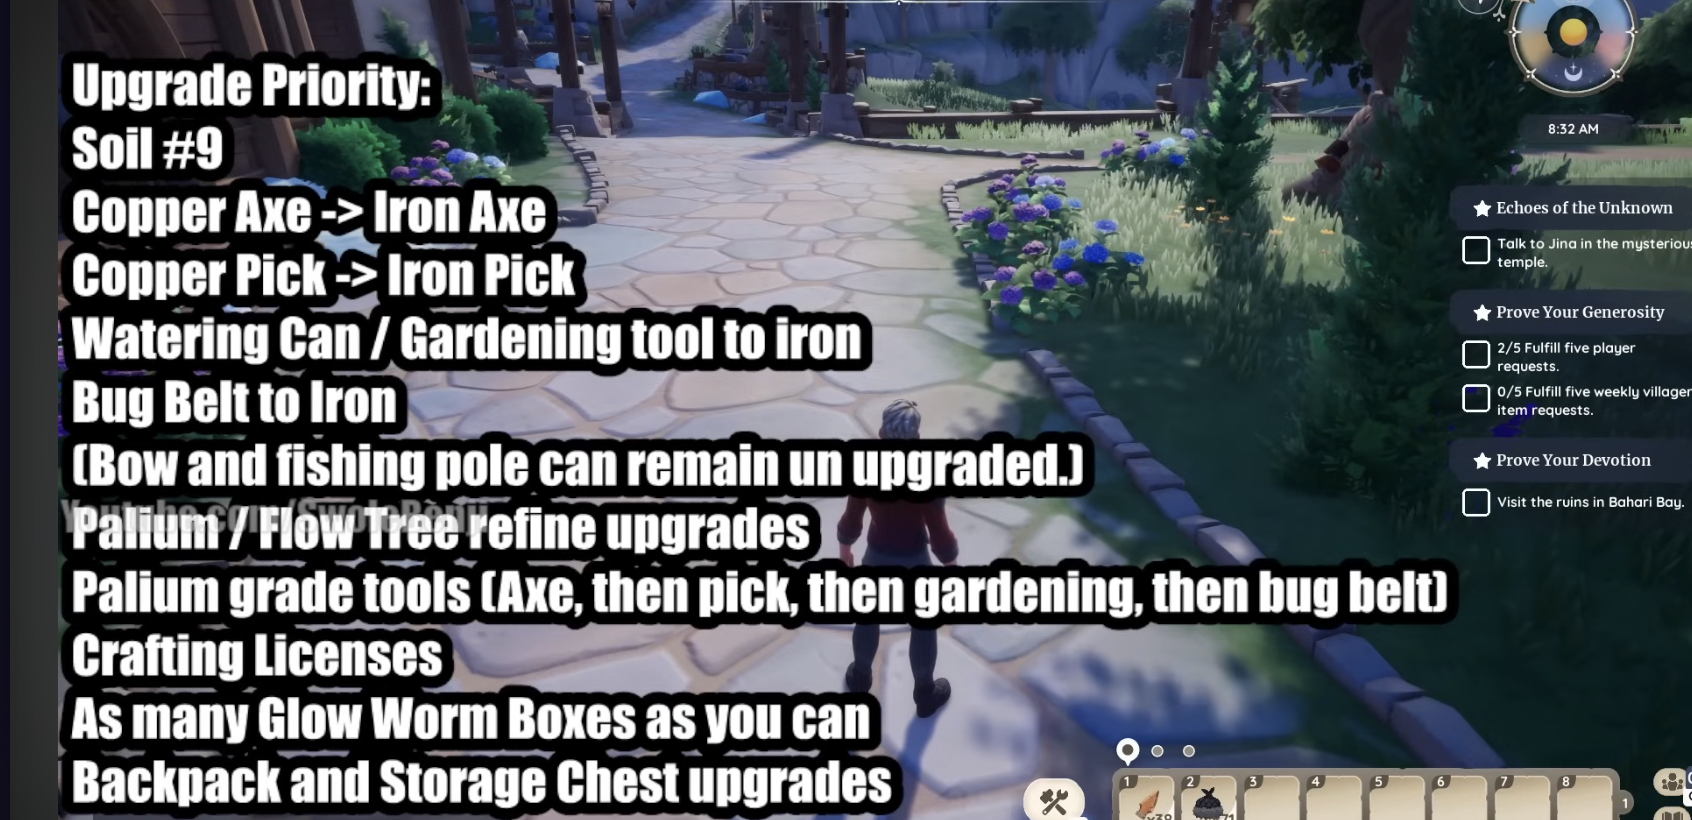 Upgrade Priority:
Soil #9
Copper Axe -> Iron Axe
Copper Pick -> Iron Pick
Watering Can / Gardening tool to iron
Bug Belt to Iron
(Bow and fishing pole can remain un upgraded.)
Palium / Flow Tree refine upgrades
Palium grade tools (Axe, then pick, then gardening, then bug belt)
Crafting Licenses
As many Glow Worm Boxes as you can
Backpack and Storage Chest upgrades
8:32 AM
Echoes of the Unknown
Talk to Jina in the mysterious
temple.
Prove Your Generosity
2/5 Fulfill five player
requests.
0/5 Fulfill five weekly villager
item requests.
Prove Your Devotion
Visit the ruins in Bahari Bay.
1 2 3 4 5 6 7 8
1